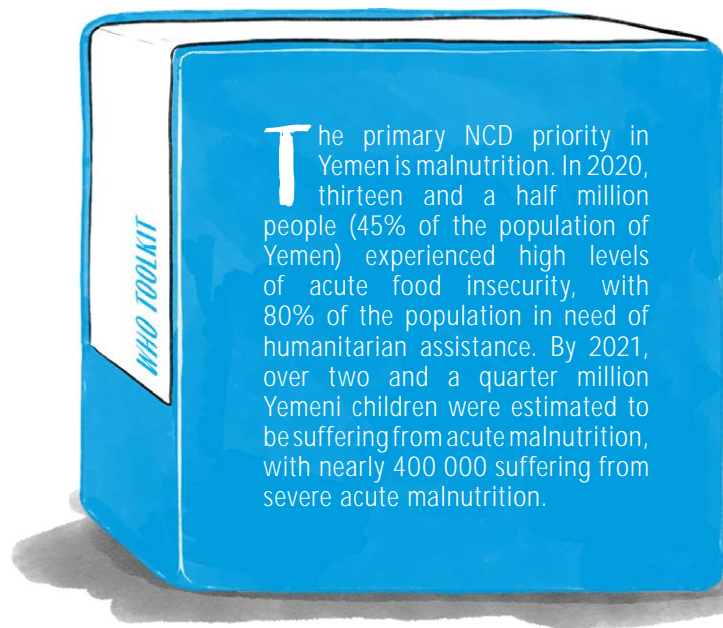 WHO TOOLKIT
The primary NCD priority in
Yemen is malnutrition. In 2020,
thirteen and a half million
people (45% of the population of
Yemen) experienced high levels
of acute food insecurity, with
80% of the population in need of
humanitarian assistance. By 2021,
over two and a quarter million
Yemeni children were estimated to
be suffering from acute malnutrition,
with nearly 400 000 suffering from
severe acute malnutrition.